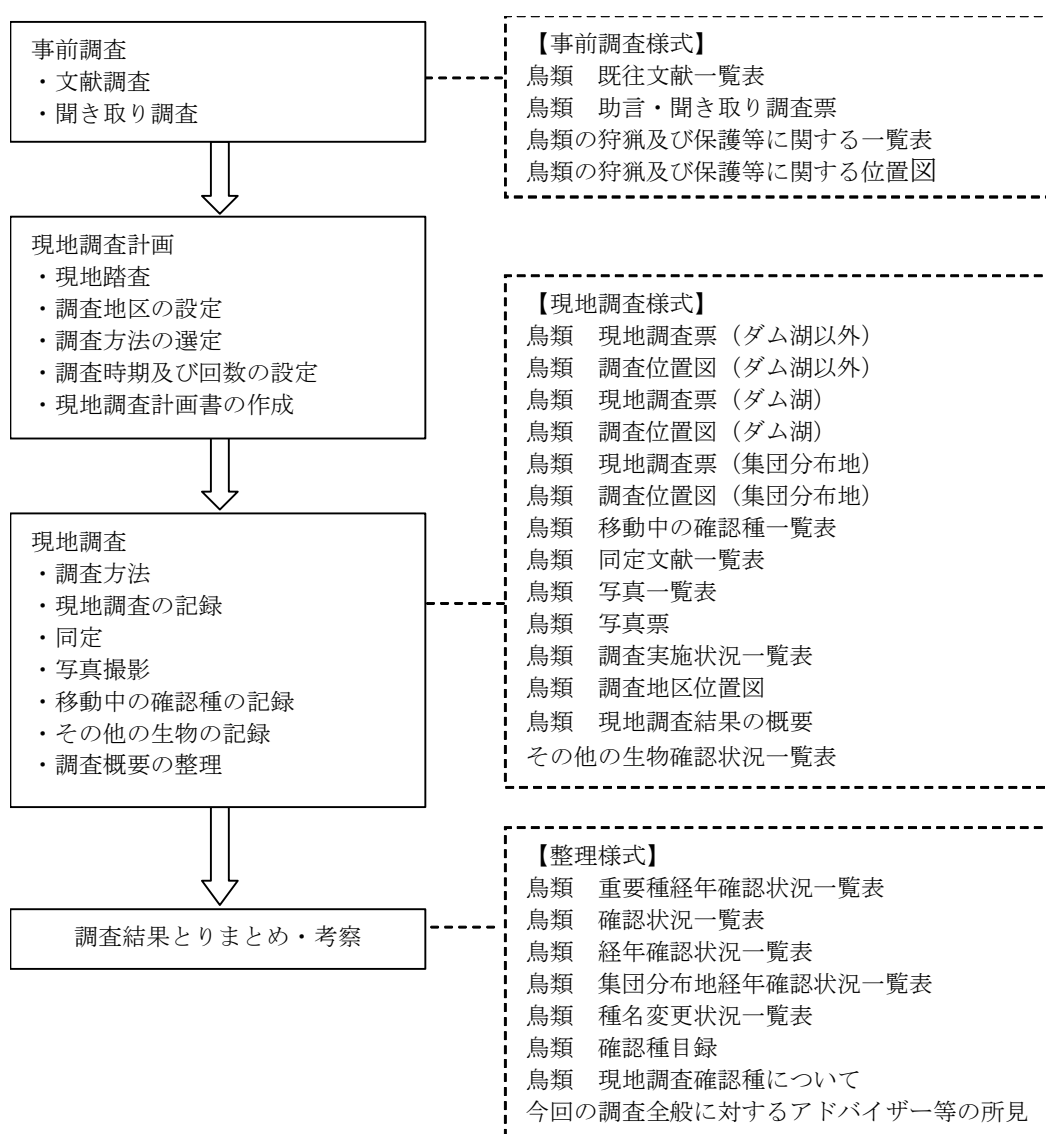 事前調査
・文献調査
・聞き取り調査
【事前調査様式】
鳥類　既往文献一覧表
鳥類　助言・聞き取り調査票
鳥類の狩猟及び保護等に関する一覧表
鳥類の狩猟及び保護等に関する位置図
現地調査計画
・現地踏査
・調査地区の設定
・調査方法の選定
・調査時期及び回数の設定
・現地調査計画書の作成
現地調査
・調査方法
・現地調査の記録
・同定
・写真撮影
・移動中の確認種の記録
・その他の生物の記録
・調査概要の整理
【現地調査様式】
鳥類　現地調査票（ダム湖以外）
鳥類　調査位置図（ダム湖以外）
鳥類　現地調査票（ダム湖）
鳥類　調査位置図（ダム湖）
鳥類　現地調査票（集団分布地）
鳥類　調査位置図（集団分布地）
鳥類　移動中の確認種一覧表
鳥類　同定文献一覧表
鳥類　写真一覧表
鳥類　写真票
鳥類　調査実施状況一覧表
鳥類　調査地区位置図
鳥類　現地調査結果の概要
その他の生物確認状況一覧表
調査結果とりまとめ・考察
【整理様式】
鳥類　重要種経年確認状況一覧表
鳥類　確認状況一覧表
鳥類　経年確認状況一覧表
鳥類　集団分布地経年確認状況一覧表
鳥類　種名変更状況一覧表
鳥類　確認種目録
鳥類　現地調査確認種について
今回の調査全般に対するアドバイザー等の所見